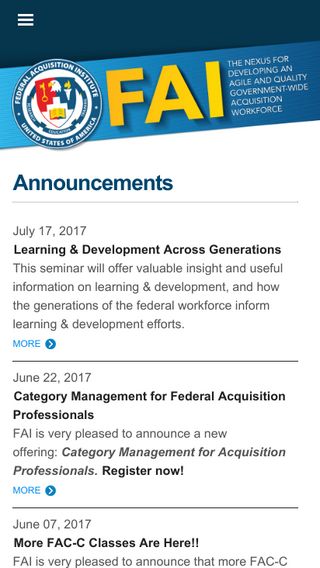 FEDERAL ACQUISITION INSTITUTE
UNITED STATES OF AMERICA
FAI
THE NEXUS FOR
DEVELOPING AN
AGILE AND QUALITY
GOVERNMENT-WIDE
ACQUISITION
WORKFORCE
Announcements
July 17, 2017
Learning & Development Across Generations
This seminar will offer valuable insight and useful
information on learning & development, and how
the generations of the federal workforce inform
learning & development efforts.
MORE
June 22, 2017
Category Management for Federal Acquisition
Professionals
FAI is very pleased to announce a new
offering: Category Management for Acquisition
Professionals. Register now!
MORE
June 07, 2017
More FAC-C Classes Are Here!!
FAI is very pleased to announce that more FAC-C